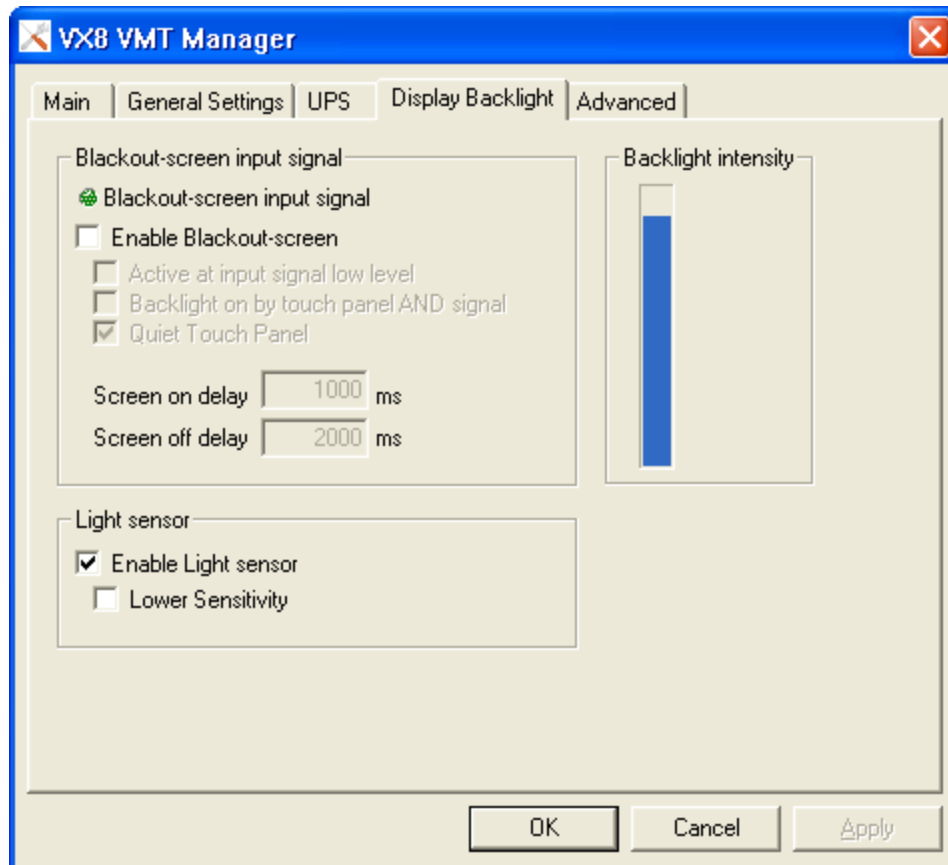 VX8 VMT Manager
Main General Settings UPS Display Backlight Advanced
Blackout-screen input signal
Blackout-screen input signal
Enable Blackout-screen
Active at input signal low level
Backlight on by touch panel AND signal
Quiet Touch Panel
Screen on delay 1000 ms
Screen off delay 2000 ms
Backlight intensity
Light sensor
Enable Light sensor
Lower Sensitivity
OK Cancel Apply